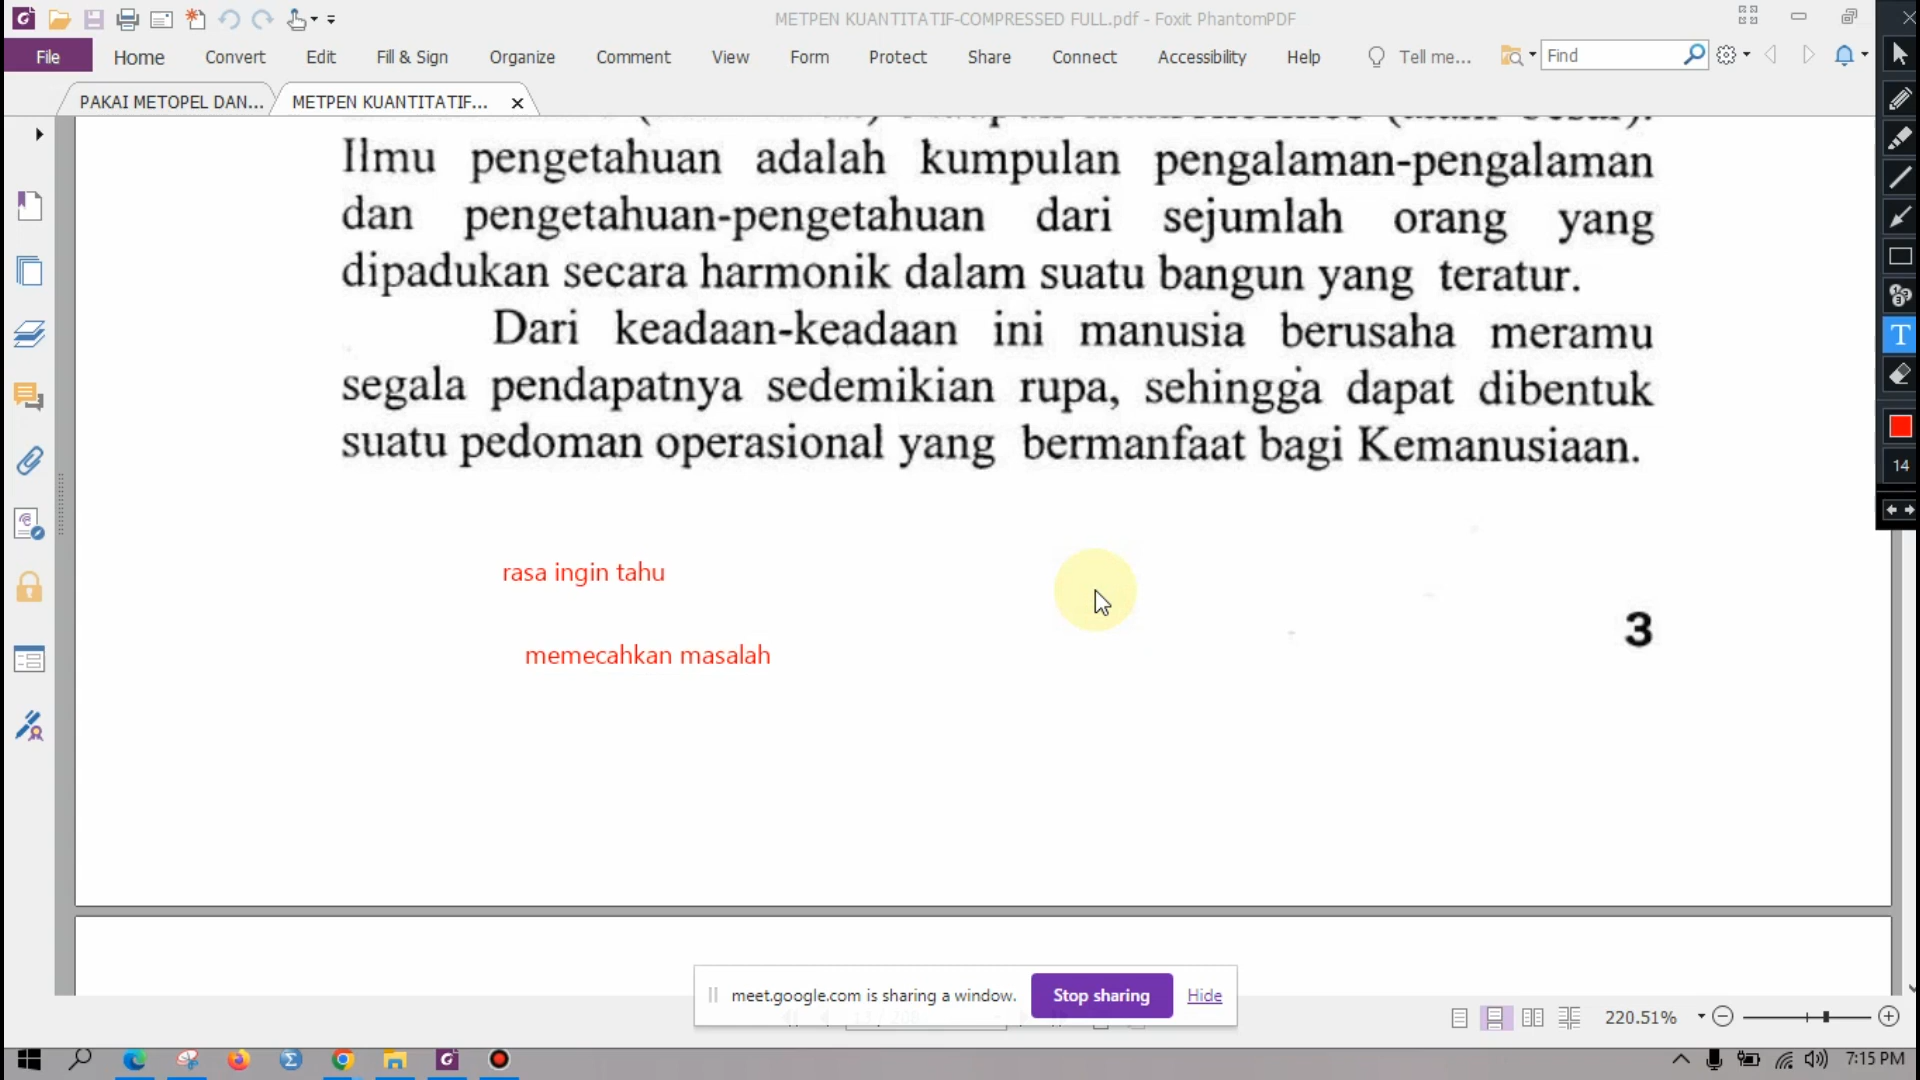 METPEN KUANTITATIF-COMPRESSED FULL.pdf - Foxit PhantomPDF
File Home Convert Edit Fill & Sign Organize Comment View Form Protect Share Connect Accessibility Help Tell me... Find
PAKAI METOPEL DAN... METPEN KUANTITATIF...
Ilmu pengetahuan adalah kumpulan pengalaman-pengalaman
dan pengetahuan-pengetahuan dari sejumlah orang yang
dipadukan secara harmonik dalam suatu bangun yang teratur.
Dari keadaan-keadaan ini manusia berusaha meramu
segala pendapatnya sedemikian rupa, sehingga dapat dibentuk
suatu pedoman operasional yang bermanfaat bagi Kemanusiaan.
T
14
rasa ingin tahu
3
memecahkan masalah
meet.google.com is sharing a window. Stop sharing Hide
220.51%
7:15 PM